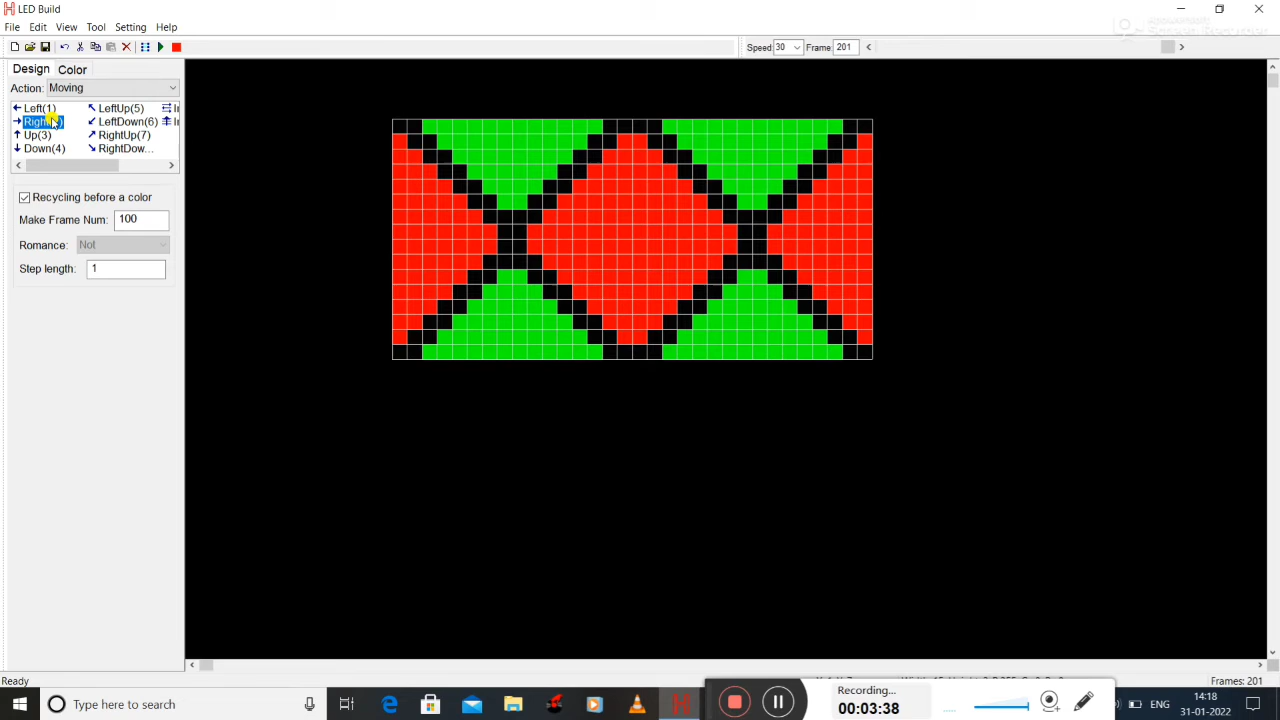 LED Build
File Edit View Tool Setting Help
Speed: 30 Frame: 201
Design Color
Action: Moving
Left(1) LeftUp(5)
LeftDown(6)
Up(3) RightUp(7)
Down(4) RightDow...
Recycling before a color
Make Frame Num: 100
Romance: Not
Step length: 1
Ready
Frames: 201
Type here to search
Recording...
00:03:38
ENG
14:18
31-01-2022